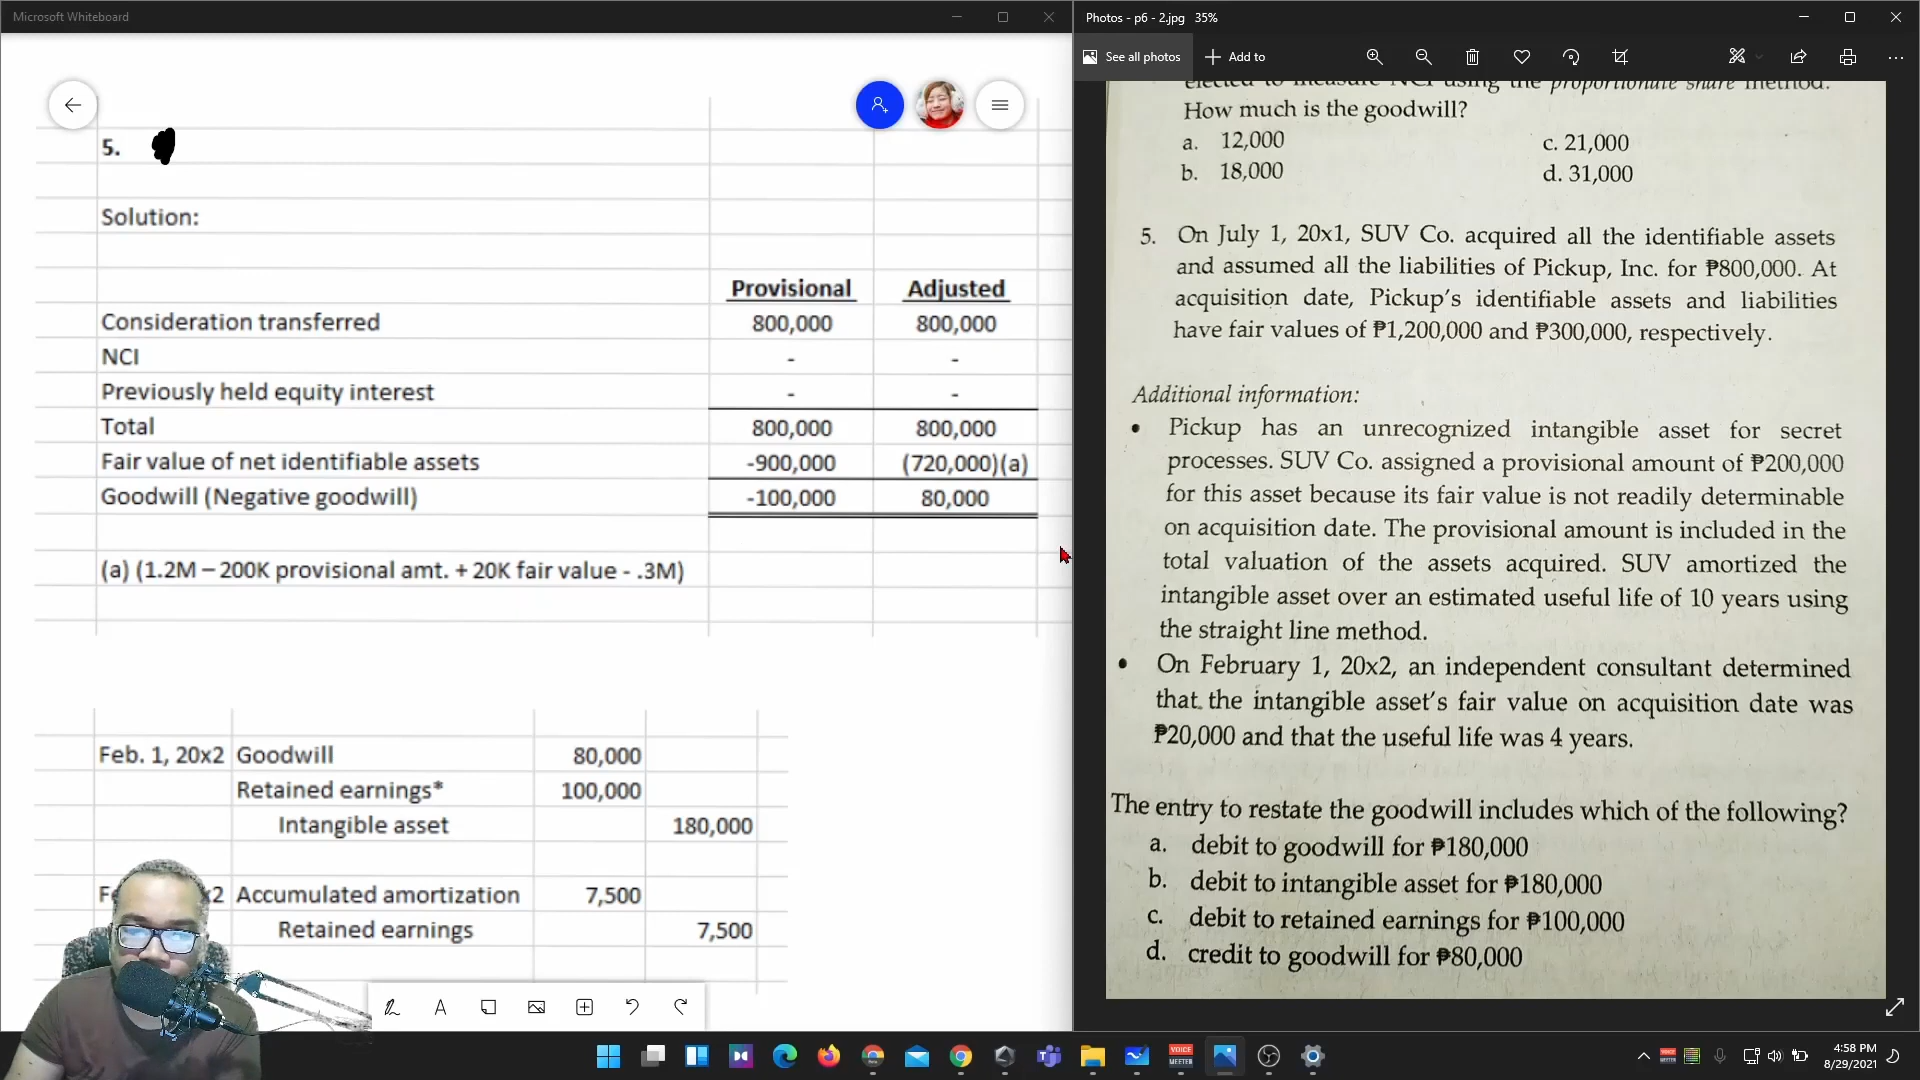 Microsoft Whiteboard
5.
Solution:
Provisional Adjusted
Consideration transferred 800,000 800,000
NCI - -
Previously held equity interest - -
Total 800,000 800,000
Fair value of net identifiable assets -900,000 (720,000)(a)
Goodwill (Negative goodwill) -100,000 80,000
(a) (1.2M – 200K provisional amt. + 20K fair value - .3M)
Feb. 1, 20x2 Goodwill 80,000
Retained earnings* 100,000
Intangible asset 180,000
Accumulated amortization 7,500
Retained earnings 7,500
A
Photos - p6 - 2.jpg 35%
See all photos Add to
elected to measure NCI using the proportionate share method.
How much is the goodwill?
a. 12,000 c. 21,000
b. 18,000 d. 31,000
5. On July 1, 20x1, SUV Co. acquired all the identifiable assets
and assumed all the liabilities of Pickup, Inc. for ₱800,000. At
acquisition date, Pickup's identifiable assets and liabilities
have fair values of ₱1,200,000 and ₱300,000, respectively.
Additional information:
• Pickup has an unrecognized intangible asset for secret
processes. SUV Co. assigned a provisional amount of ₱200,000
for this asset because its fair value is not readily determinable
on acquisition date. The provisional amount is included in the
total valuation of the assets acquired. SUV amortized the
intangible asset over an estimated useful life of 10 years using
the straight line method.
• On February 1, 20x2, an independent consultant determined
that the intangible asset's fair value on acquisition date was
₱20,000 and that the useful life was 4 years.
The entry to restate the goodwill includes which of the following?
a. debit to goodwill for ₱180,000
b. debit to intangible asset for ₱180,000
c. debit to retained earnings for ₱100,000
d. credit to goodwill for ₱80,000
VOICE
MEETER
4:58 PM
8/29/2021